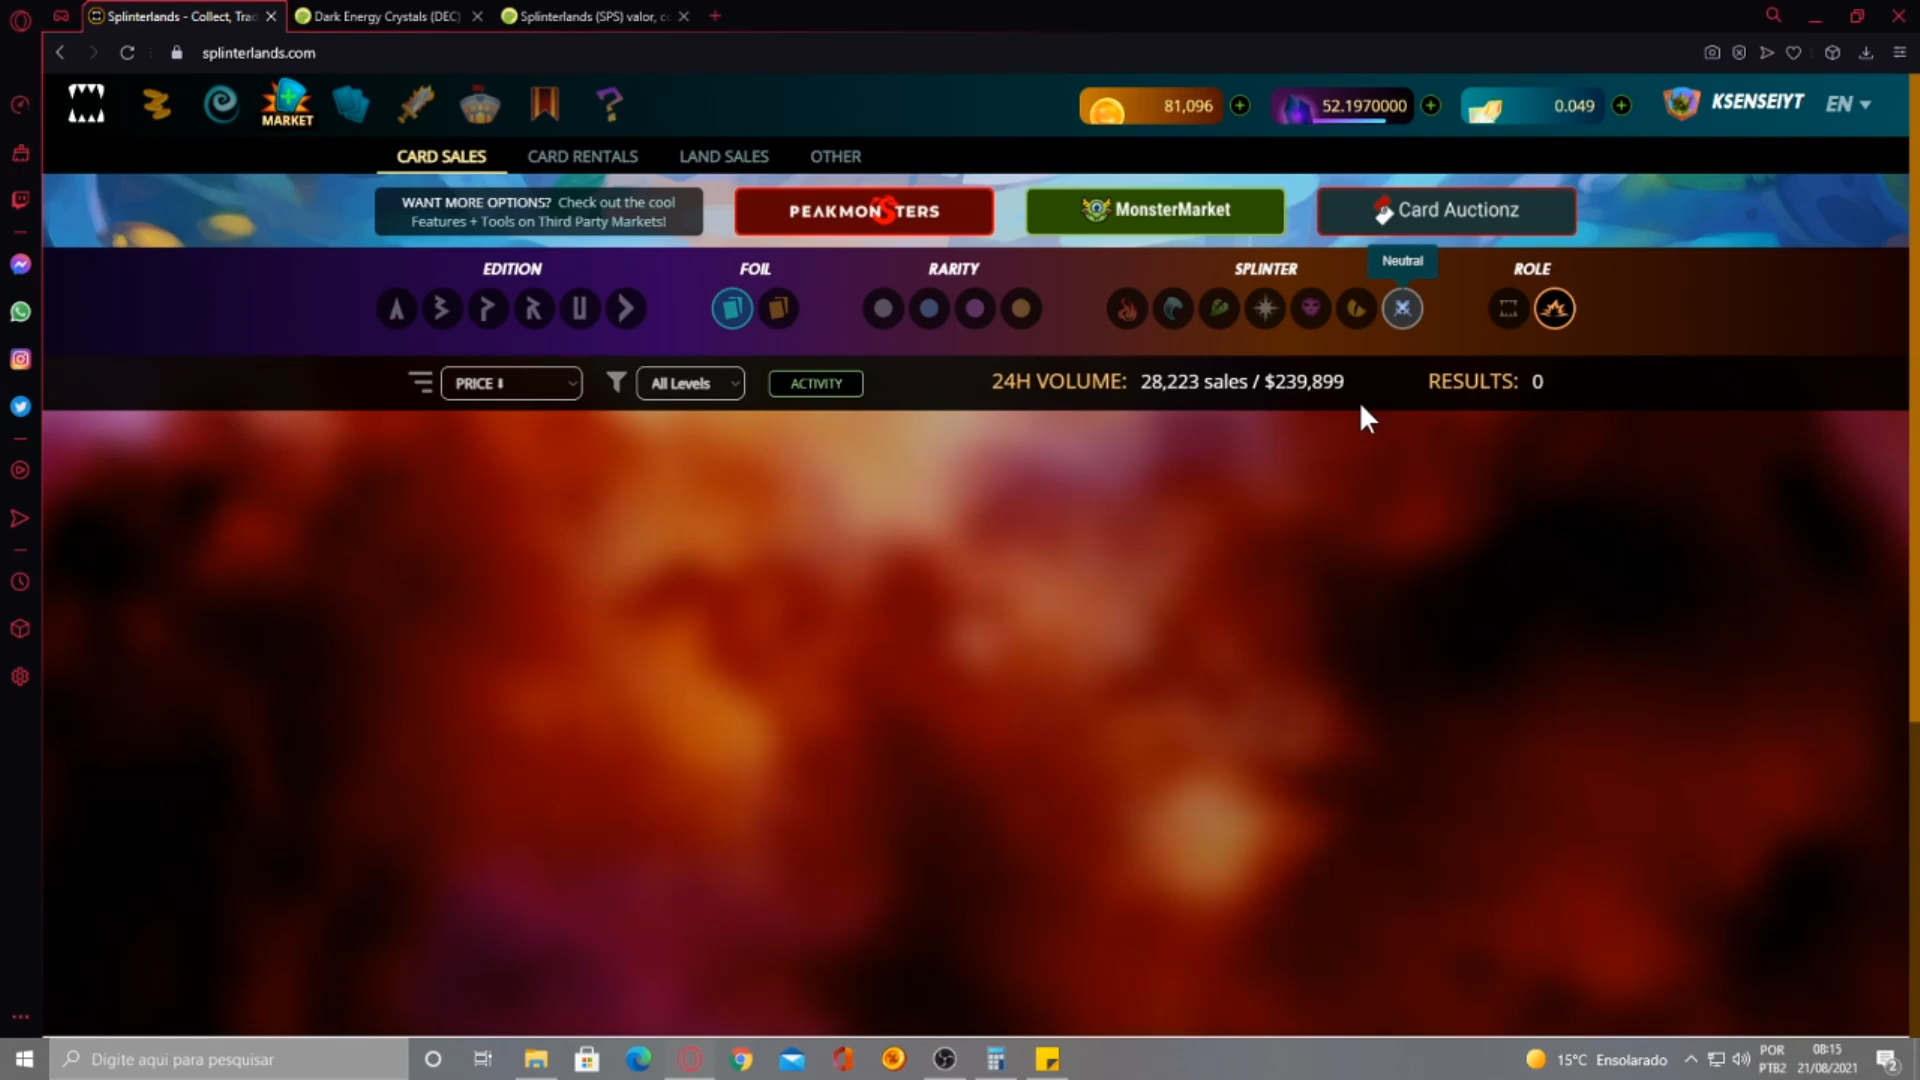 Splinterlands - Collect, Trac
Dark Energy Crystals (DEC)
Splinterlands (SPS) valor, c
splinterlands.com
MARKET
81,096
52.1970000
0.049
KSENSEIYT
EN
CARD SALES
CARD RENTALS
LAND SALES
OTHER
WANT MORE OPTIONS? Check out the cool
Features + Tools on Third Party Markets!
PEAKMONSTERS
MonsterMarket
Card Auctionz
EDITION
FOIL
RARITY
SPLINTER
Neutral
ROLE
PRICE ⬇
All Levels
ACTIVITY
24H VOLUME: 28,223 sales / $239,899
RESULTS: 0
Digite aqui para pesquisar
15°C Ensolarado
POR
PTB2
08:15
21/08/2021
2